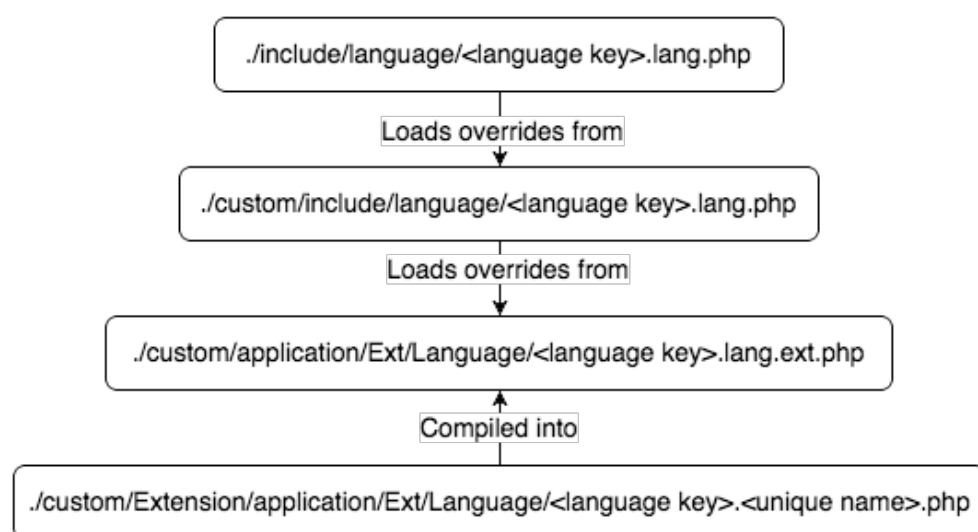 ./include/language/<language key>.lang.php
Loads overrides from
./custom/include/language/<language key>.lang.php
Loads overrides from
./custom/application/Ext/Language/<language key>.lang.ext.php
Compiled into
./custom/Extension/application/Ext/Language/<language key>.<unique name>.php